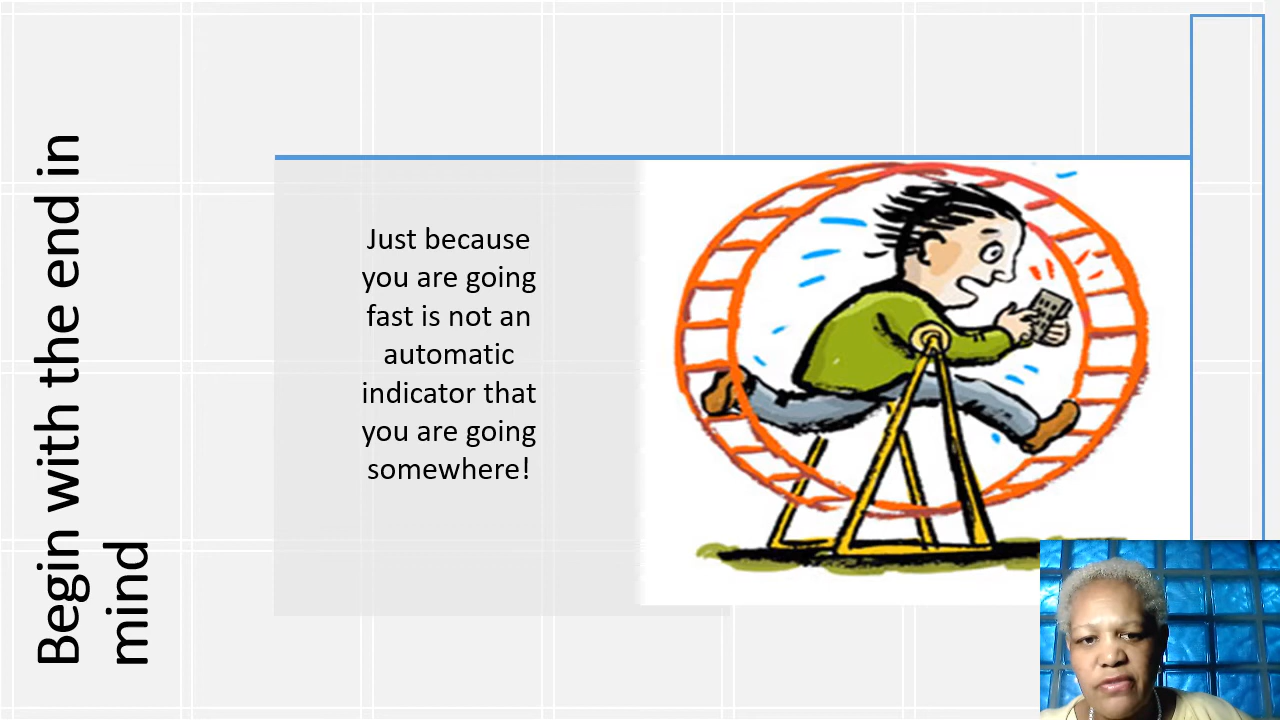 Begin with the end in
mind
Just because
you are going
fast is not an
automatic
indicator that
you are going
somewhere!